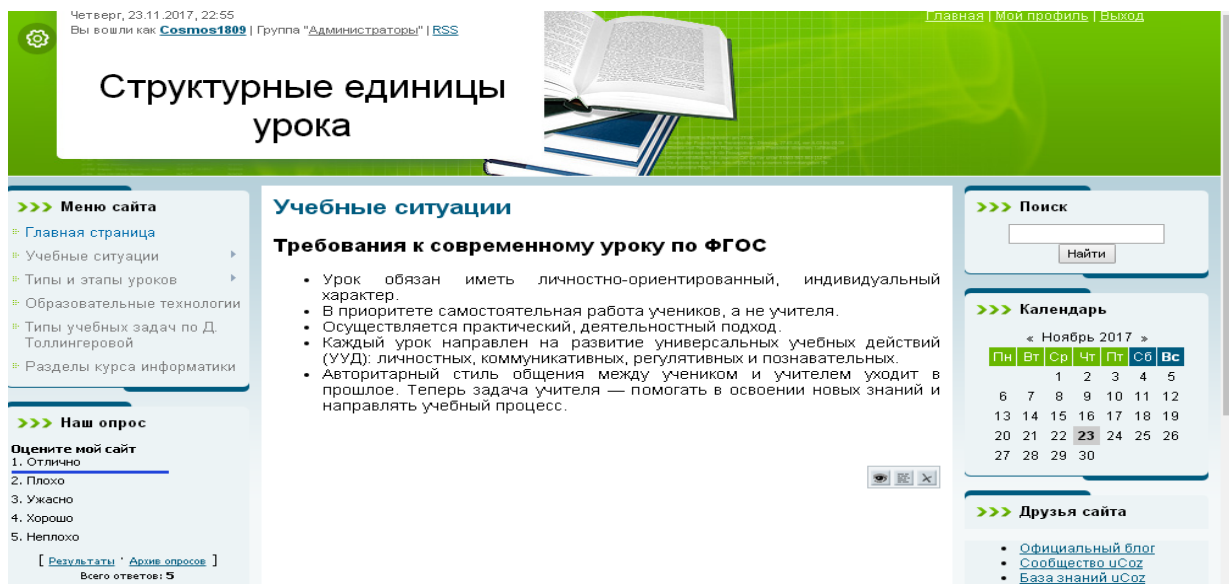 Четверг, 23.11.2017, 22:55
Вы вошли как Cosmos1809 | Группа "Администраторы" | RSS
Главная | Мой профиль | Выход
Структурные единицы
урока
>>> Меню сайта
Главная страница
Учебные ситуации
Типы и этапы уроков
Образовательные технологии
Типы учебных задач по Д.
Толлингеровой
Разделы курса информатики
>>> Наш опрос
Оцените мой сайт
1. Отлично
2. Плохо
3. Ужасно
4. Хорошо
5. Неплохо
[ Результаты · Архив опросов ]
Всего ответов: 5
Учебные ситуации
Требования к современному уроку по ФГОС
• Урок обязан иметь личностно-ориентированный, индивидуальный
характер.
• В приоритете самостоятельная работа учеников, а не учителя.
• Осуществляется практический, деятельностный подход.
• Каждый урок направлен на развитие универсальных учебных действий
(УУД): личностных, коммуникативных, регулятивных и познавательных.
• Авторитарный стиль общения между учеником и учителем уходит в
прошлое. Теперь задача учителя — помогать в освоении новых знаний и
направлять учебный процесс.
>>> Поиск
Найти
>>> Календарь
« Ноябрь 2017 »
Пн Вт Ср Чт Пт Сб Вс
1 2 3 4 5
6 7 8 9 10 11 12
13 14 15 16 17 18 19
20 21 22 23 24 25 26
27 28 29 30
>>> Друзья сайта
• Официальный блог
• Сообщество uCoz
• База знаний uCoz